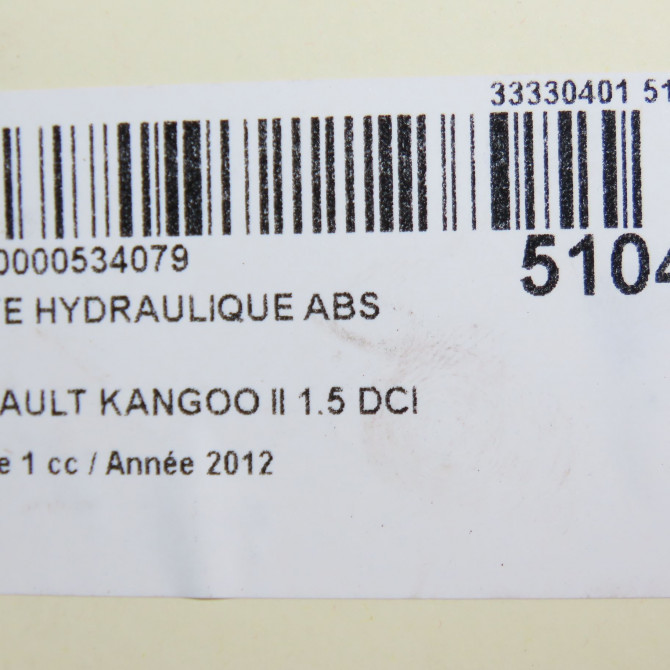 33330401 51
0000534079
5104
E HYDRAULIQUE ABS
AULT KANGOO II 1.5 DCI
e 1 cc / Année 2012